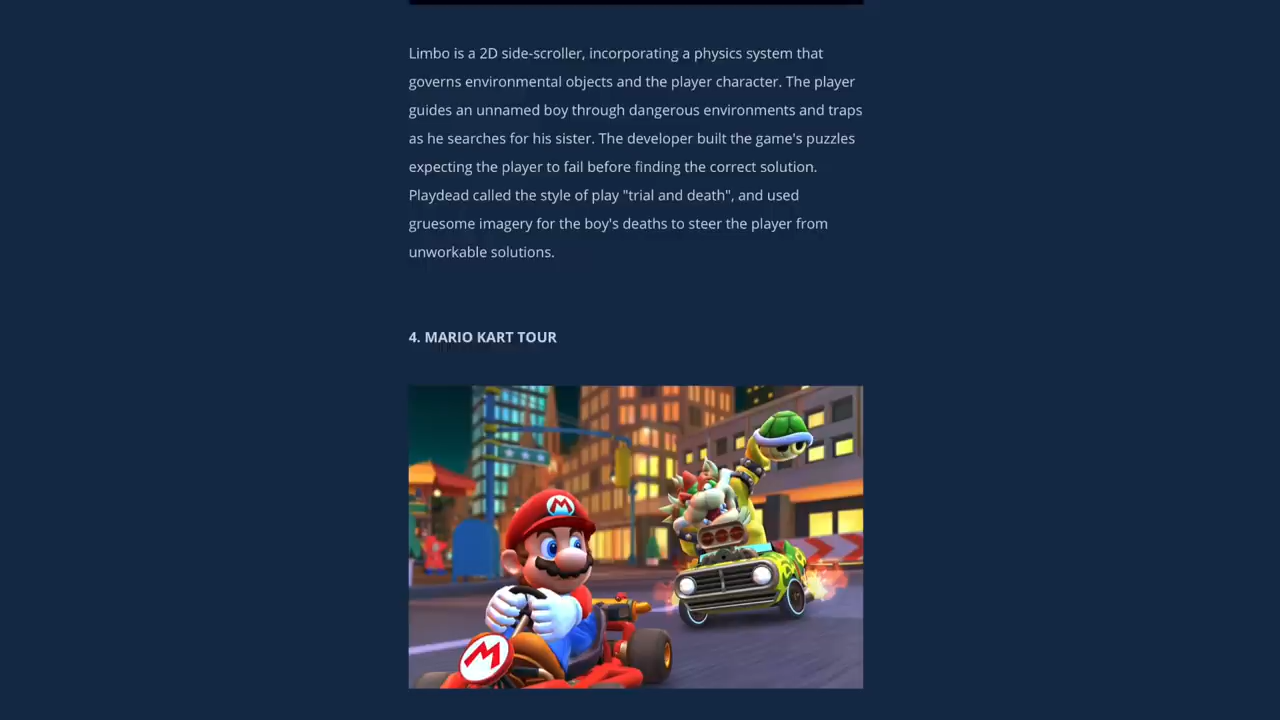 Limbo is a 2D side-scroller, incorporating a physics system that
governs environmental objects and the player character. The player
guides an unnamed boy through dangerous environments and traps
as he searches for his sister. The developer built the game's puzzles
expecting the player to fail before finding the correct solution.
Playdead called the style of play "trial and death", and used
gruesome imagery for the boy's deaths to steer the player from
unworkable solutions.
4. MARIO KART TOUR
M
M